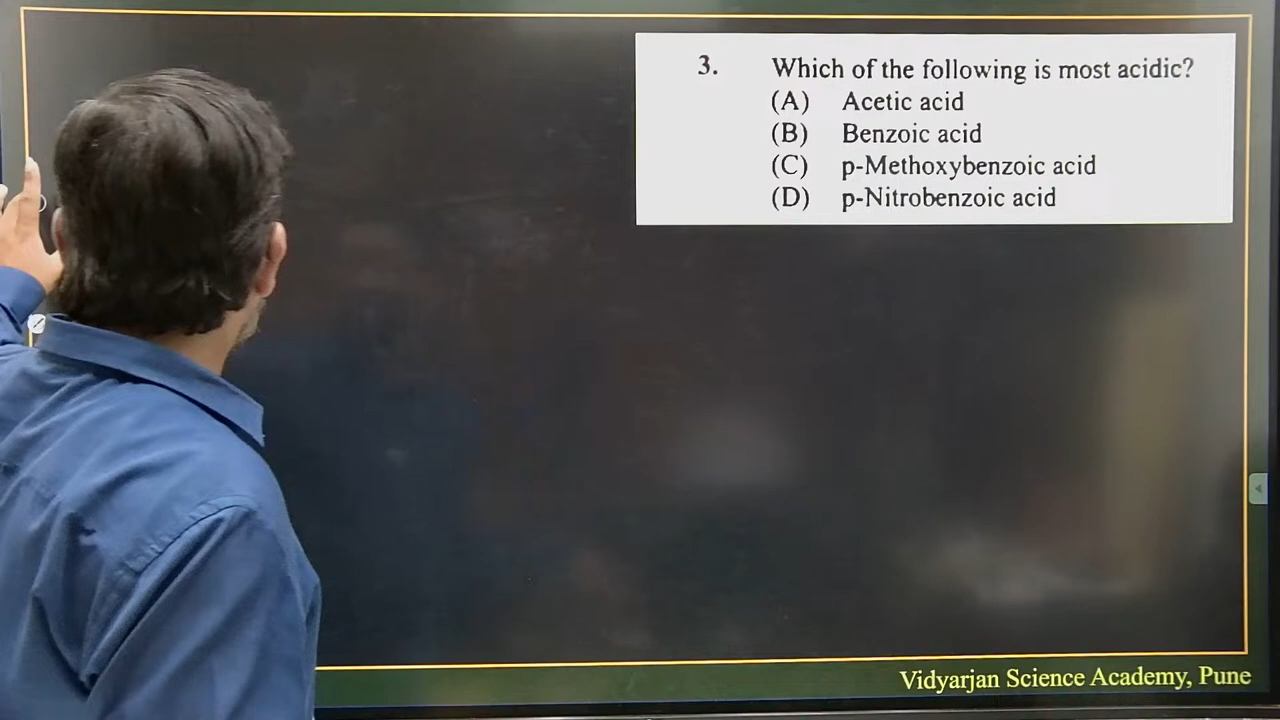 3. Which of the following is most acidic?
(A) Acetic acid
(B) Benzoic acid
(C) p-Methoxybenzoic acid
(D) p-Nitrobenzoic acid
Vidyarjan Science Academy, Pune